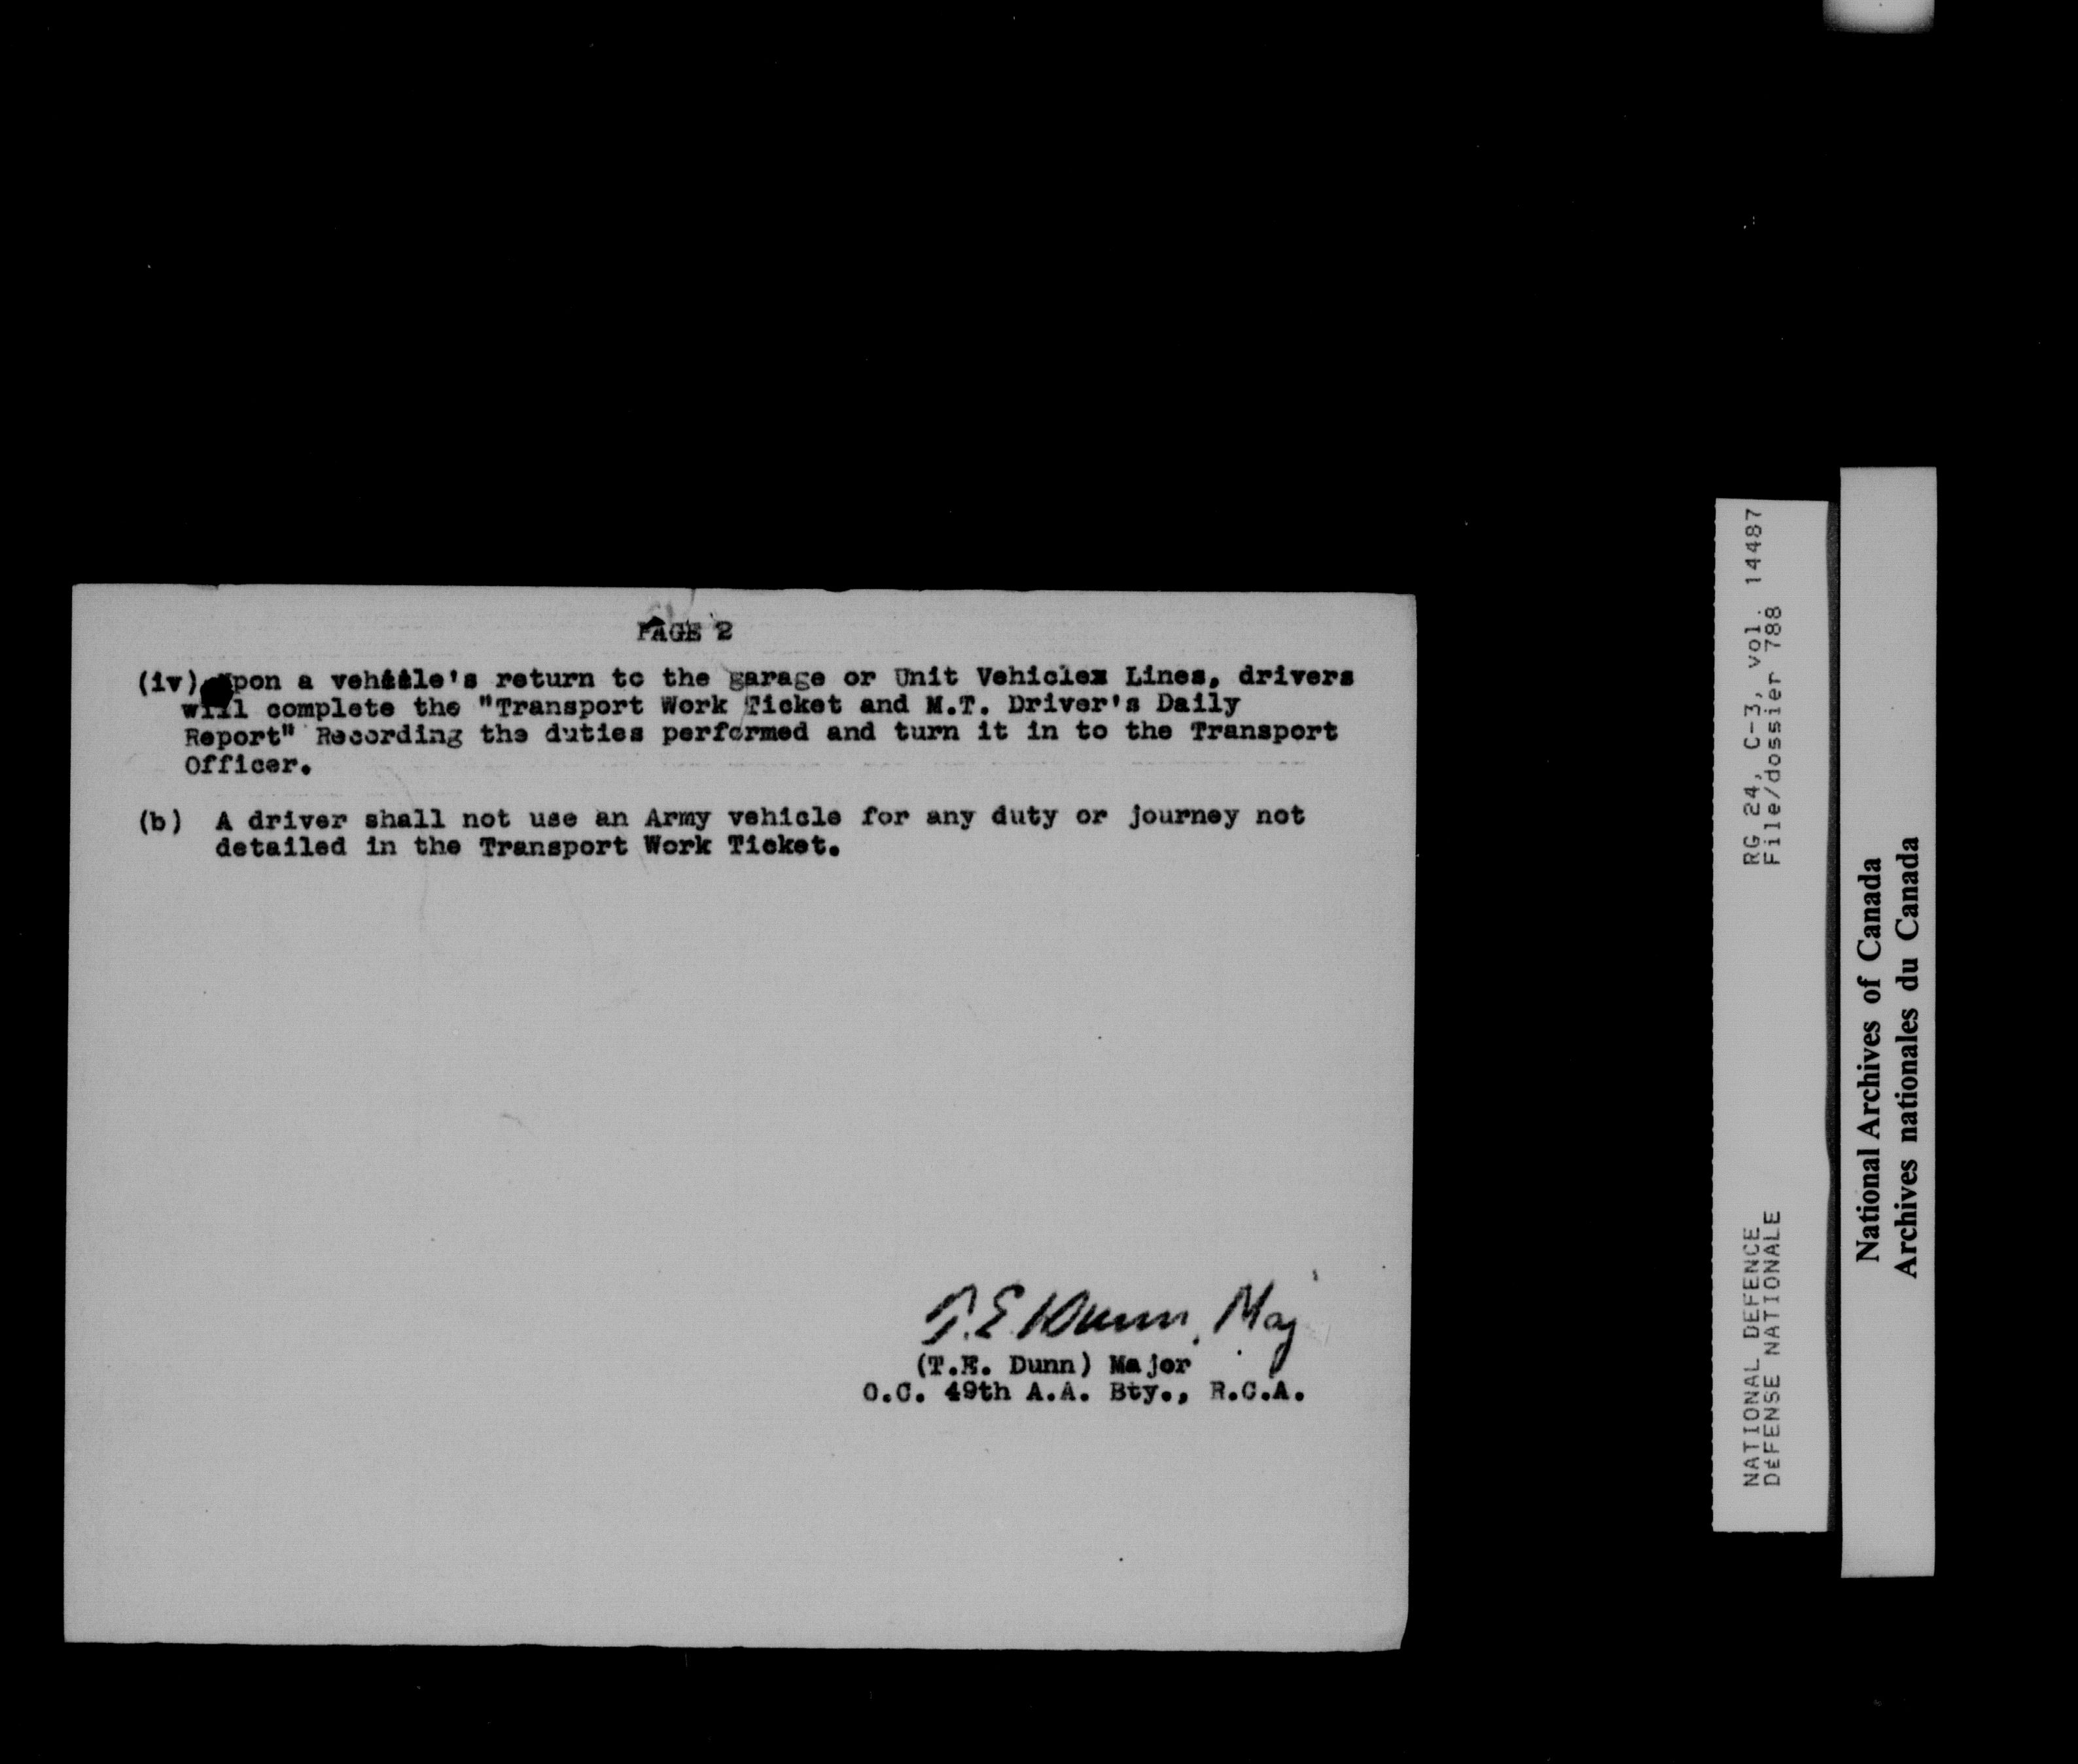 PAGE 2
(iv) Upon a vehicle's return to the garage or Unit Vehiclex Lines, drivers
will complete the "Transport Work Ticket and M.T. Driver's Daily
Report" Recording the duties performed and turn it in to the Transport
Officer.
(b) A driver shall not use an Army vehicle for any duty or journey not
detailed in the Transport Work Ticket.
T.E. Dunn, Maj
(T.E. Dunn) Major
O.C. 49th A.A. Bty., R.C.A.
RG 24, C-3, vol. 14487
File/dossier 788
NATIONAL DEFENCE
DÉFENSE NATIONALE
National Archives of Canada
Archives nationales du Canada